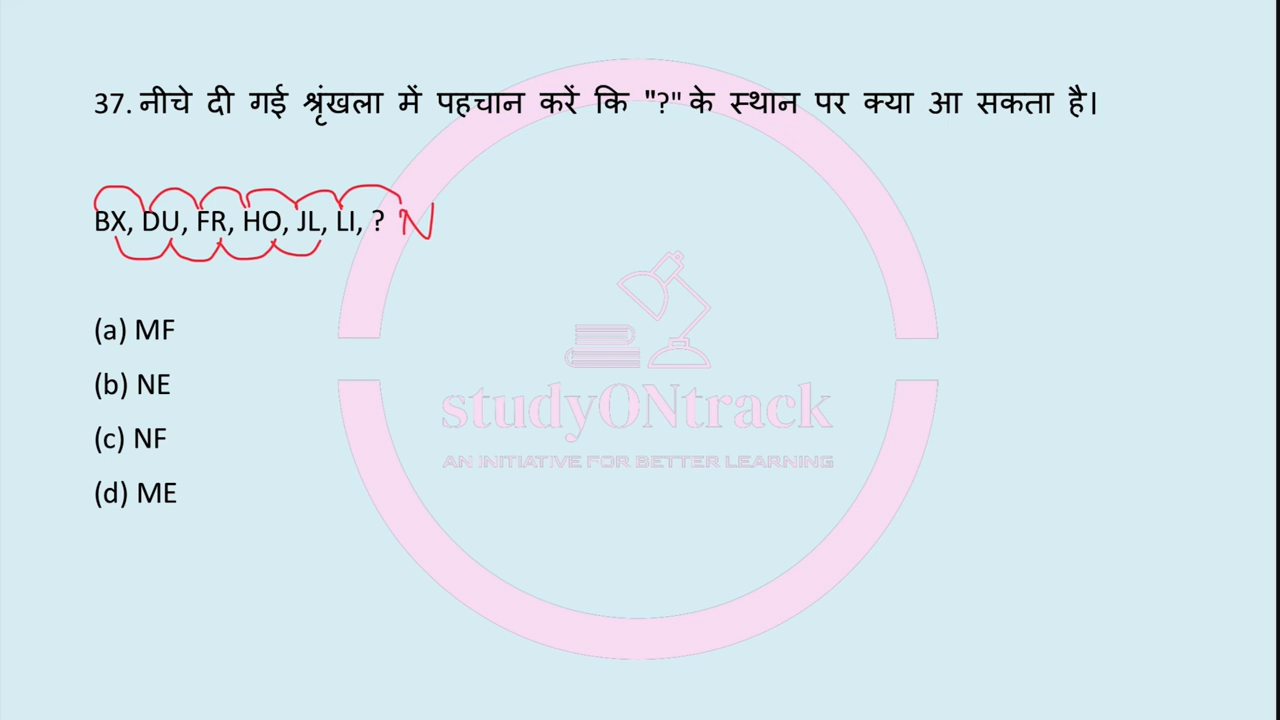 37. नीचे दी गई श्रृंखला में पहचान करें कि "?" के स्थान पर क्या आ सकता है।
BX, DU, FR, HO, JL, LI, ? N
(a) MF
(b) NE
(c) NF
(d) ME
studyONtrack
AN INITIATIVE FOR BETTER LEARNING